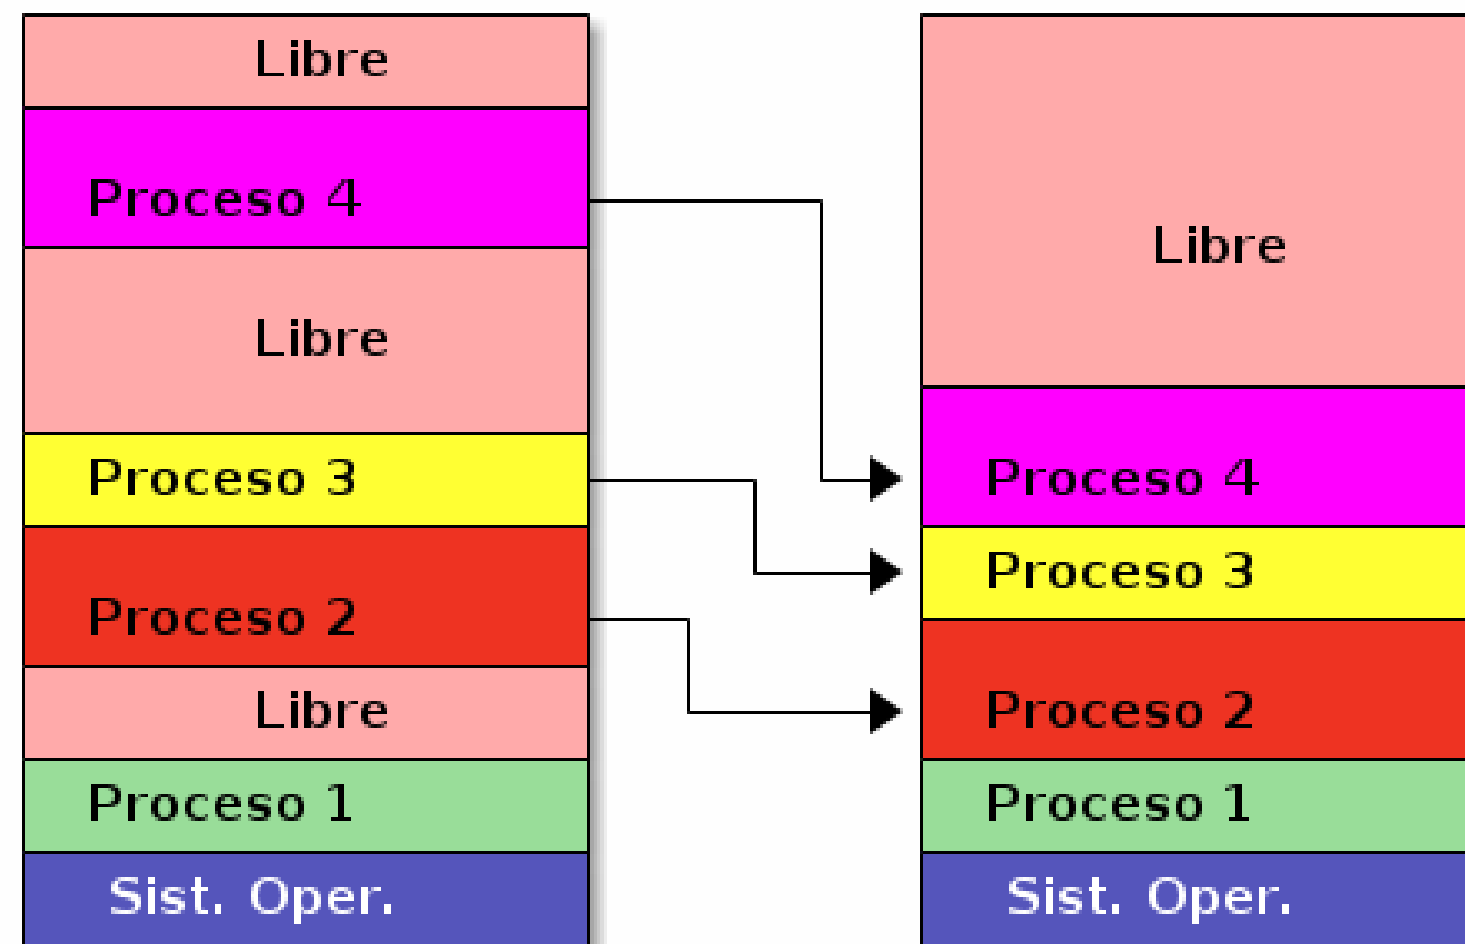 Libre
Proceso 4
Libre
Proceso 3
Proceso 2
Libre
Proceso 1
Sist. Oper.
Libre
Proceso 4
Proceso 3
Proceso 2
Proceso 1
Sist. Oper.